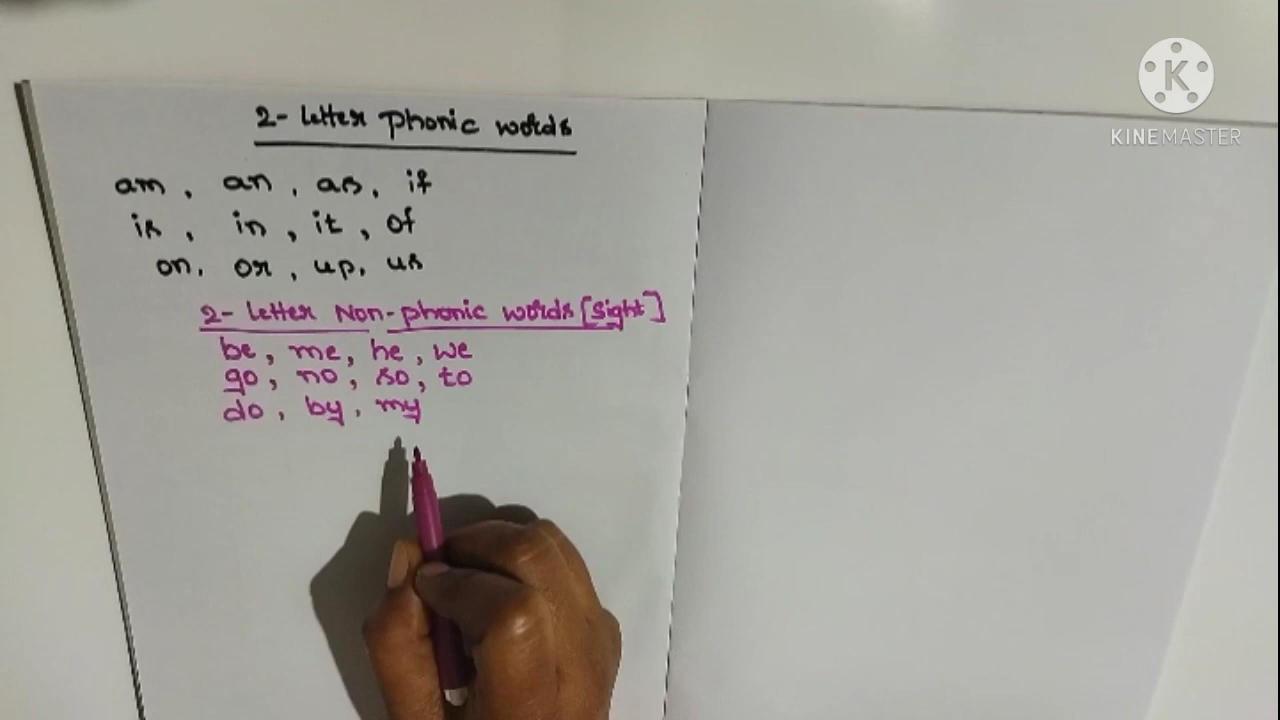 2- Letter phonic words
am, an, as, if
is, in, it, of
on, or, up, us
2- Letter Non-phonic words [Sight]
be, me, he, we
go, no, so, to
do, by, my
K
KINEMASTER